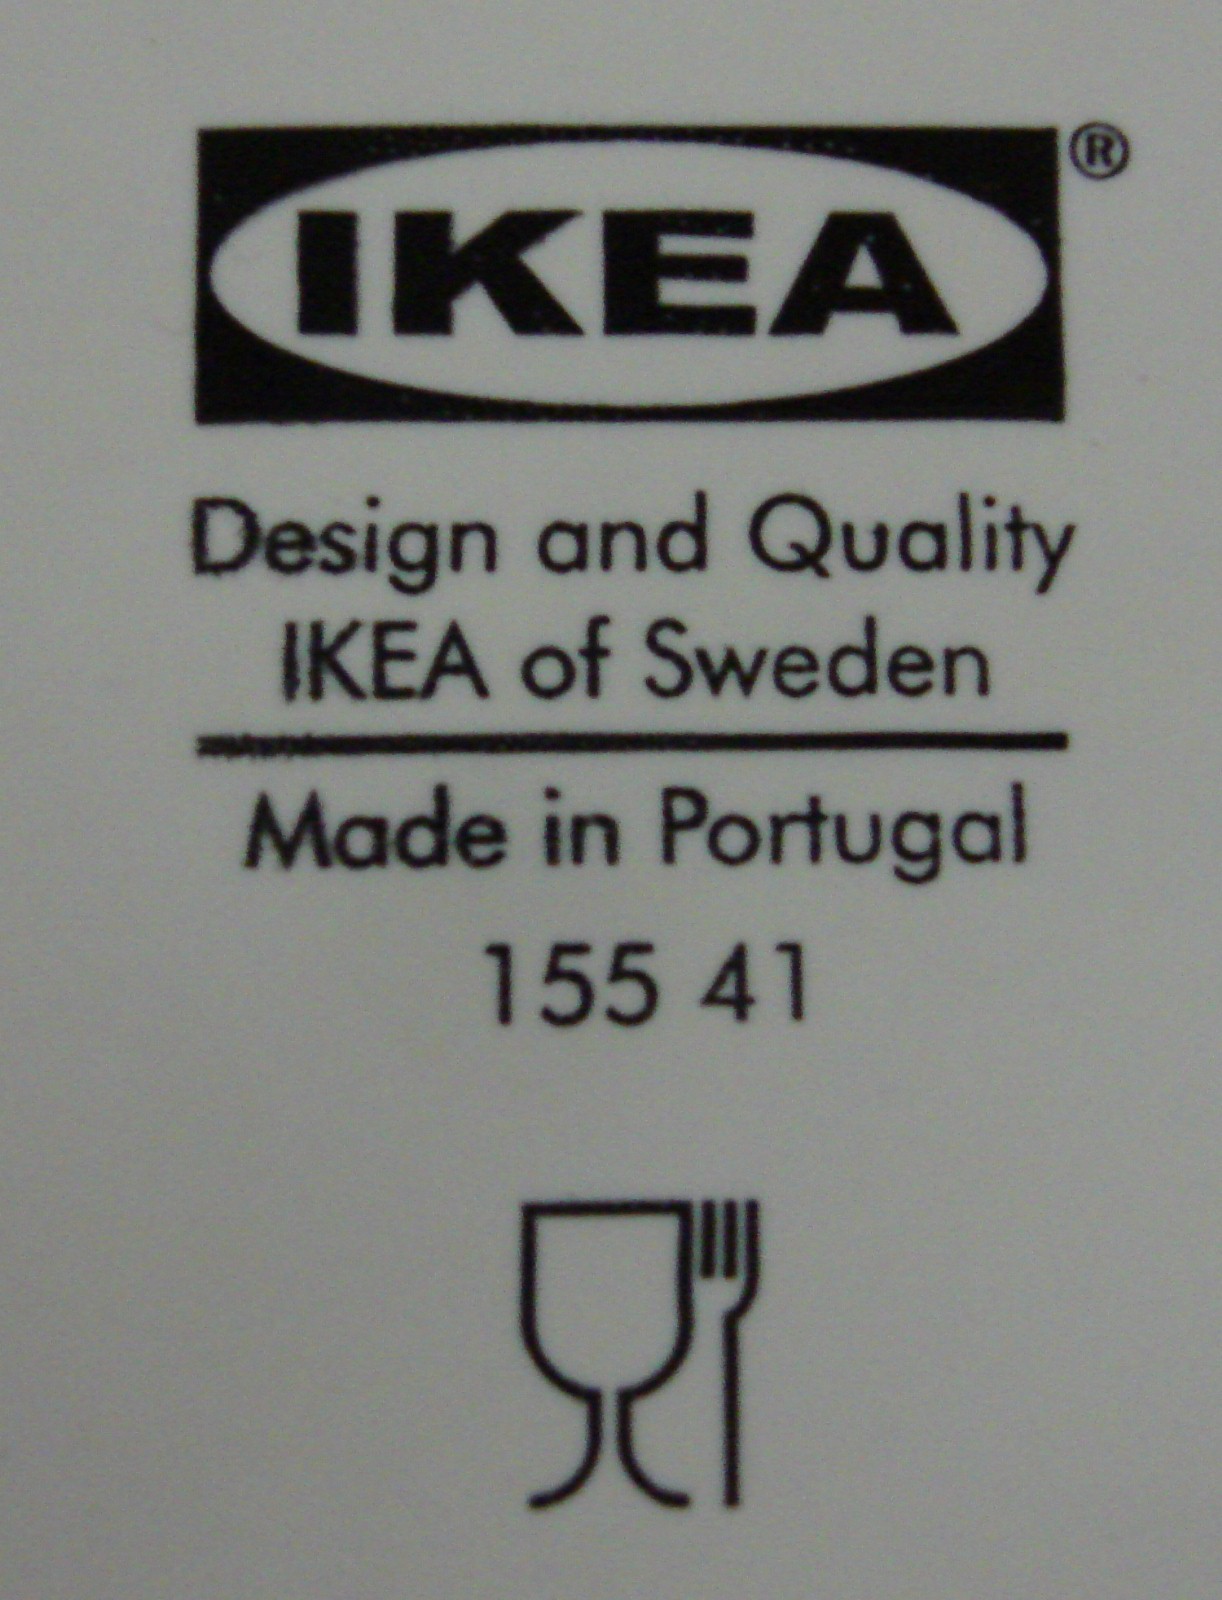 IKEA®
Design and Quality
IKEA of Sweden
Made in Portugal
155 41